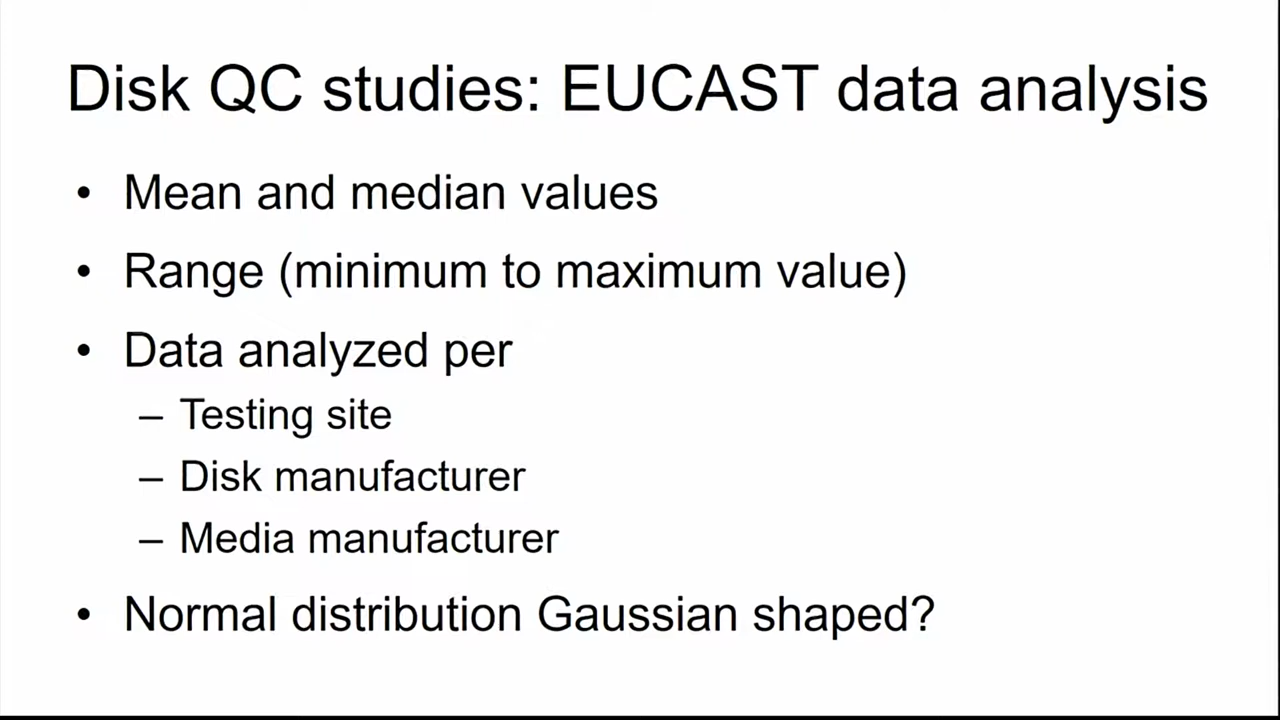 Disk QC studies: EUCAST data analysis
• Mean and median values
• Range (minimum to maximum value)
• Data analyzed per
– Testing site
– Disk manufacturer
– Media manufacturer
• Normal distribution Gaussian shaped?